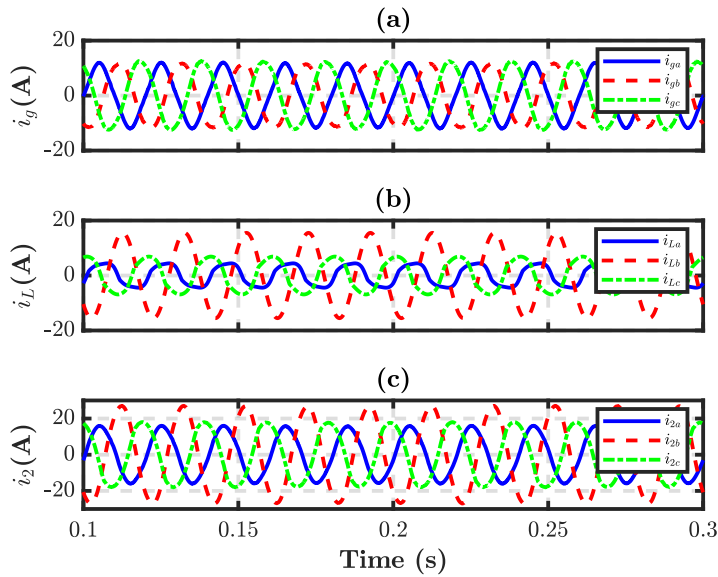 (a)
i_g(A)
20
0
-20
i_ga
i_gb
i_gc
(b)
i_L(A)
20
0
-20
i_La
i_Lb
i_Lc
(c)
i_2(A)
20
0
-20
i_2a
i_2b
i_2c
0.1 0.15 0.2 0.25 0.3
Time (s)